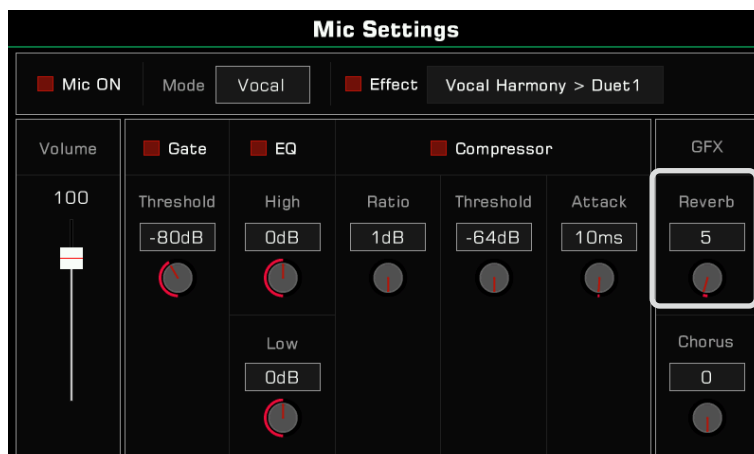 Mic Settings
Mic ON Mode Vocal Effect Vocal Harmony > Duet1
Volume Gate EQ Compressor GFX
100 Threshold High Ratio Threshold Attack Reverb
-80dB 0dB 1dB -64dB 10ms 5
Low Chorus
0dB 0